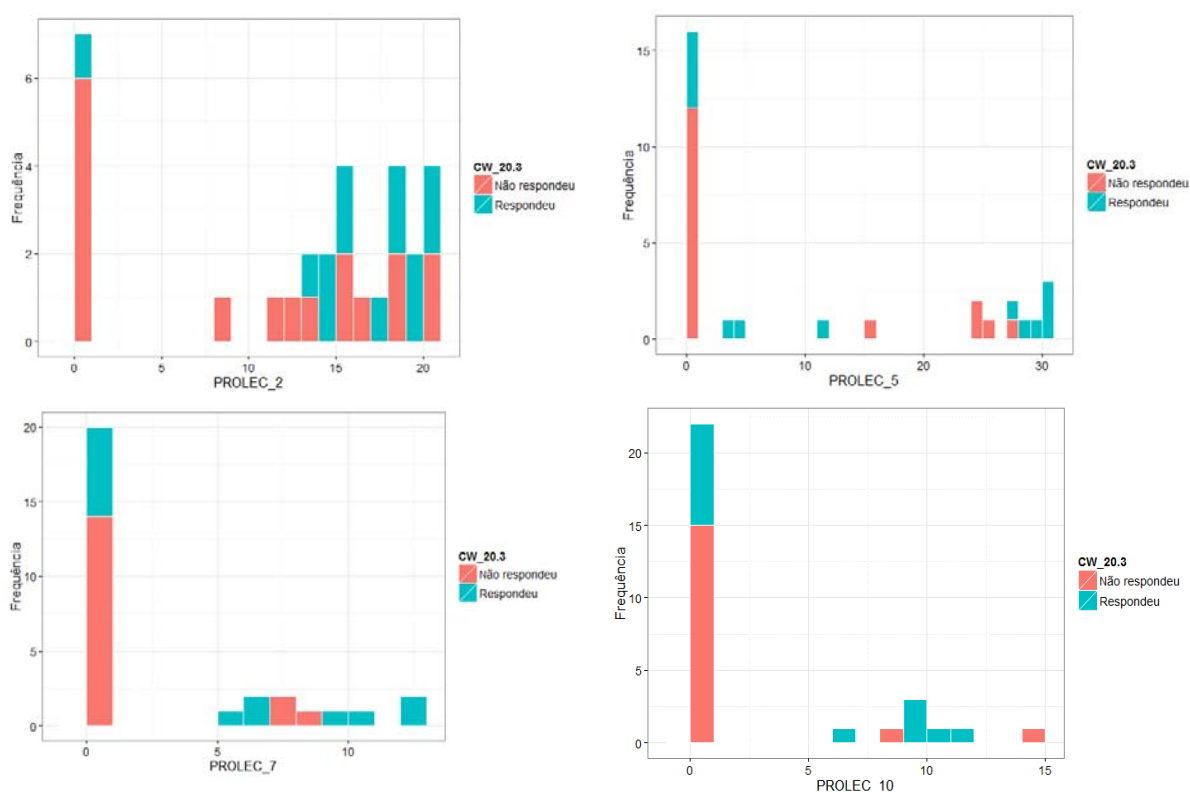 Frequência
6
4
2
0
0
5
10
15
20
PROLEC_2
CW_20.3
Não respondeu
Respondeu
Frequência
15
10
5
0
0
10
20
30
PROLEC_5
CW_20.3
Não respondeu
Respondeu
Frequência
20
15
10
5
0
0
5
10
PROLEC_7
CW_20.3
Não respondeu
Respondeu
Frequência
20
15
10
5
0
0
5
10
15
PROLEC_10
CW_20.3
Não respondeu
Respondeu